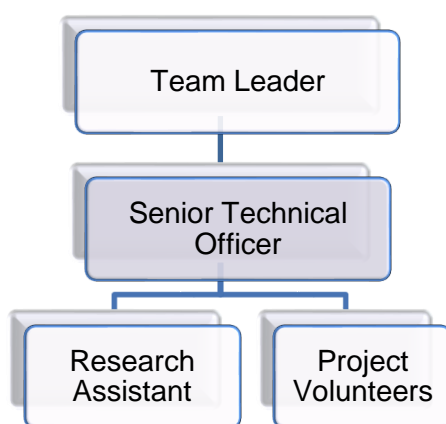 Team Leader
Senior Technical
Officer
Research
Assistant
Project
Volunteers